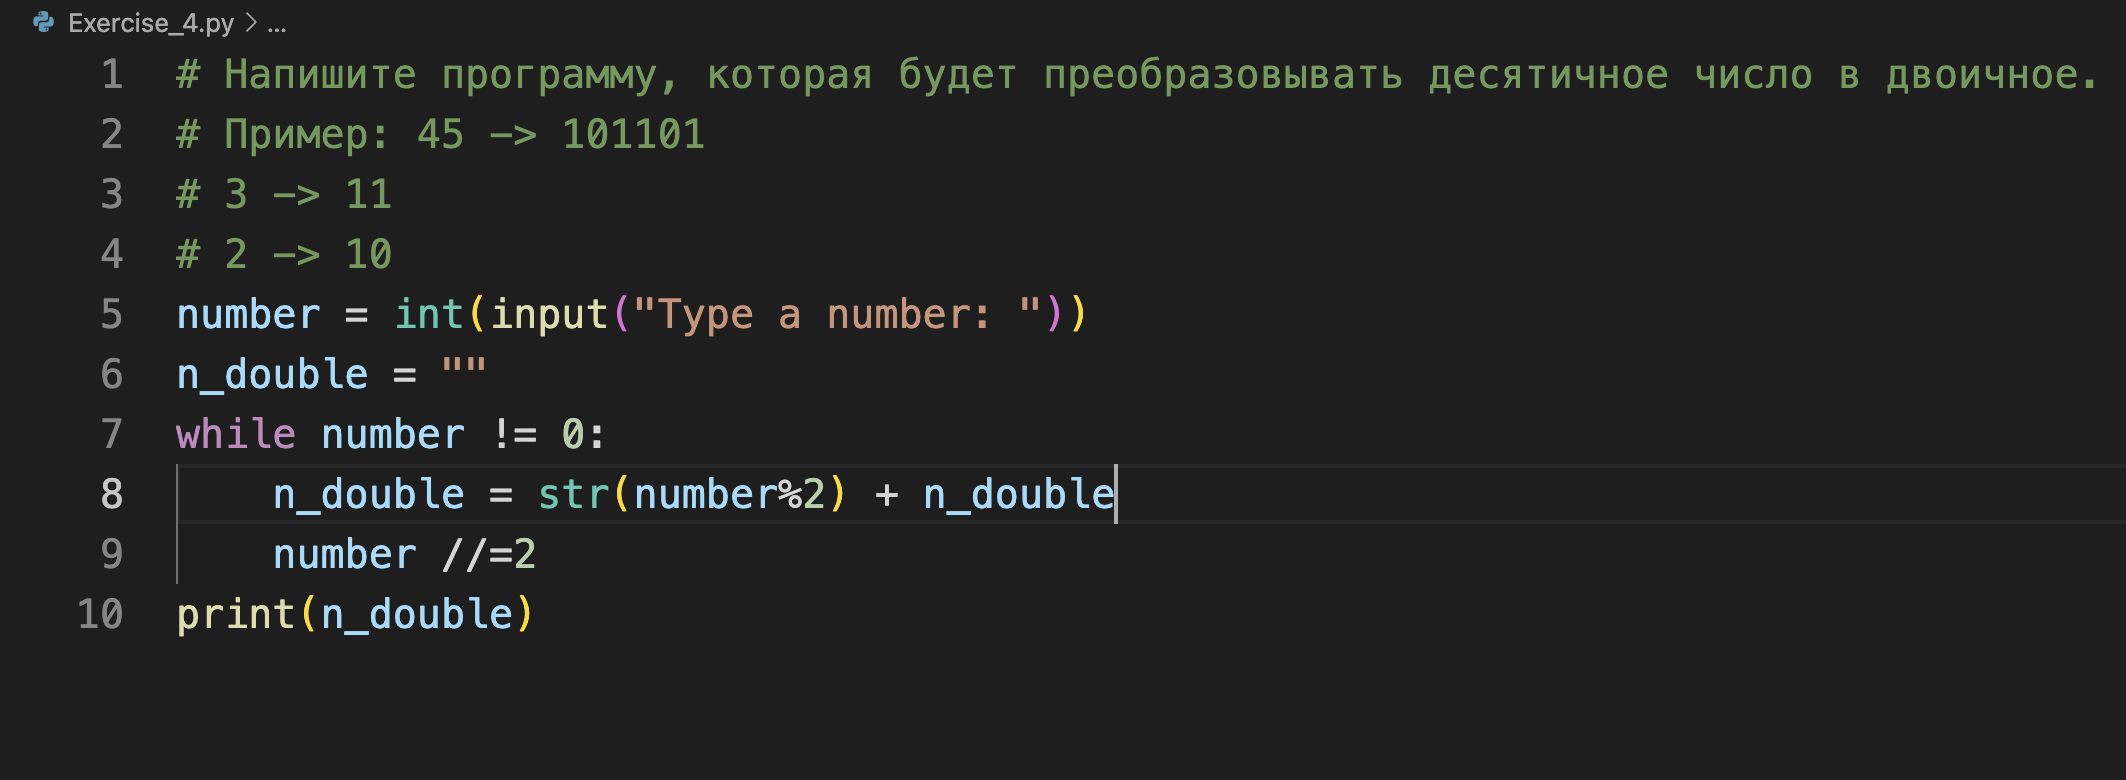 Exercise_4.py > ...
1 # Напишите программу, которая будет преобразовывать десятичное число в двоичное.
2 # Пример: 45 -> 101101
3 # 3 -> 11
4 # 2 -> 10
5 number = int(input("Type a number: "))
6 n_double = ""
7 while number != 0:
8     n_double = str(number%2) + n_double
9     number //=2
10 print(n_double)